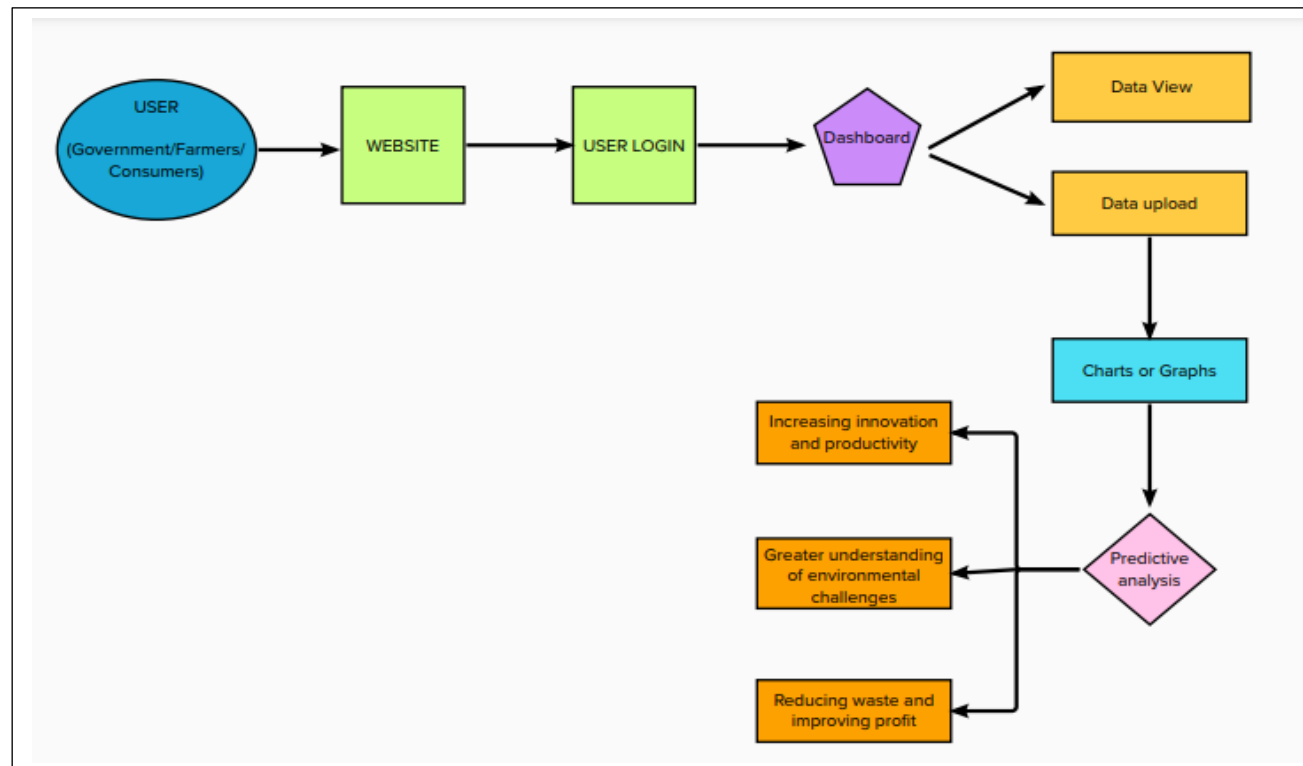 USER
(Government/Farmers/
Consumers)
WEBSITE
USER LOGIN
Dashboard
Data View
Data upload
Charts or Graphs
Predictive
analysis
Increasing innovation
and productivity
Greater understanding
of environmental
challenges
Reducing waste and
improving profit